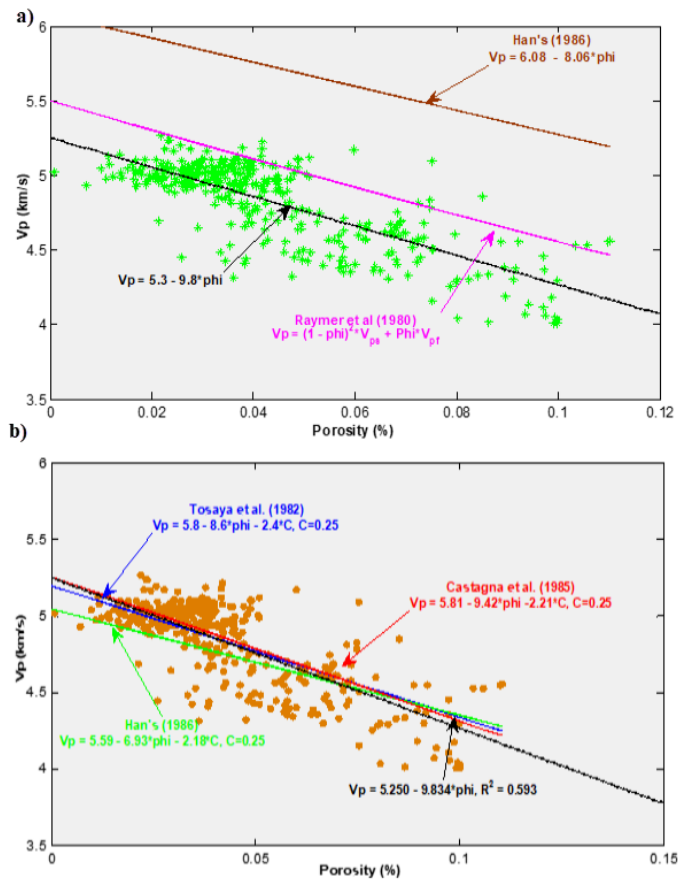 a)
6
5.5
5
4.5
4
3.5
Vp (km/s)
Han's (1986)
Vp = 6.08 - 8.06*phi
Vp = 5.3 - 9.8*phi
Raymer et al (1980)
Vp = (1 - phi)^2*V_ps + Phi*V_pf
0 0.02 0.04 0.06 0.08 0.1 0.12
Porosity (%)
b)
6
5.5
5
4.5
4
3.5
Vp (km/s)
Tosaya et al. (1982)
Vp = 5.8 - 8.6*phi - 2.4*C, C=0.25
Castagna et al. (1985)
Vp = 5.81 - 9.42*phi -2.21*C, C=0.25
Han's (1986)
Vp = 5.59 - 6.93*phi - 2.18*C, C=0.25
Vp = 5.250 - 9.834*phi, R² = 0.593
0 0.05 0.1 0.15
Porosity (%)